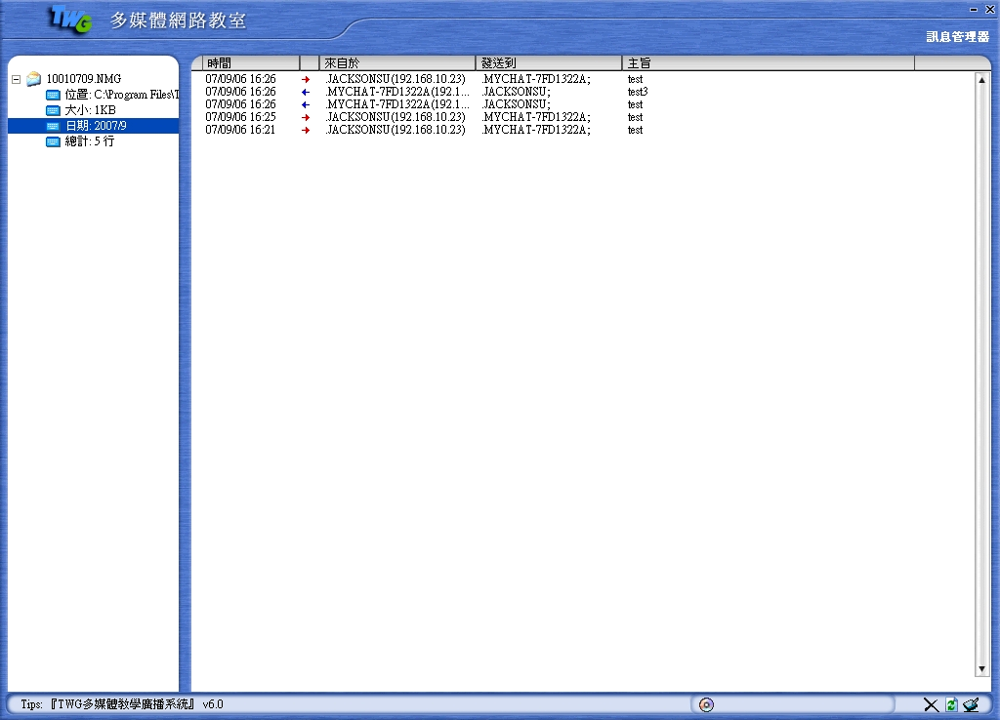 TWG 多媒體網路教室
訊息管理器
10010709.NMG
位置: C:\Program Files\T
大小: 1KB
日期: 2007/9
總計: 5 行
時間 來自於 發送到 主旨
07/09/06 16:26 .JACKSONSU(192.168.10.23) .MYCHAT-7FD1322A; test
07/09/06 16:26 .MYCHAT-7FD1322A(192.1... .JACKSONSU; test3
07/09/06 16:26 .MYCHAT-7FD1322A(192.1... .JACKSONSU; test
07/09/06 16:25 .JACKSONSU(192.168.10.23) .MYCHAT-7FD1322A; test
07/09/06 16:21 .JACKSONSU(192.168.10.23) .MYCHAT-7FD1322A; test
Tips: 『TWG多媒體教學廣播系統』 v6.0